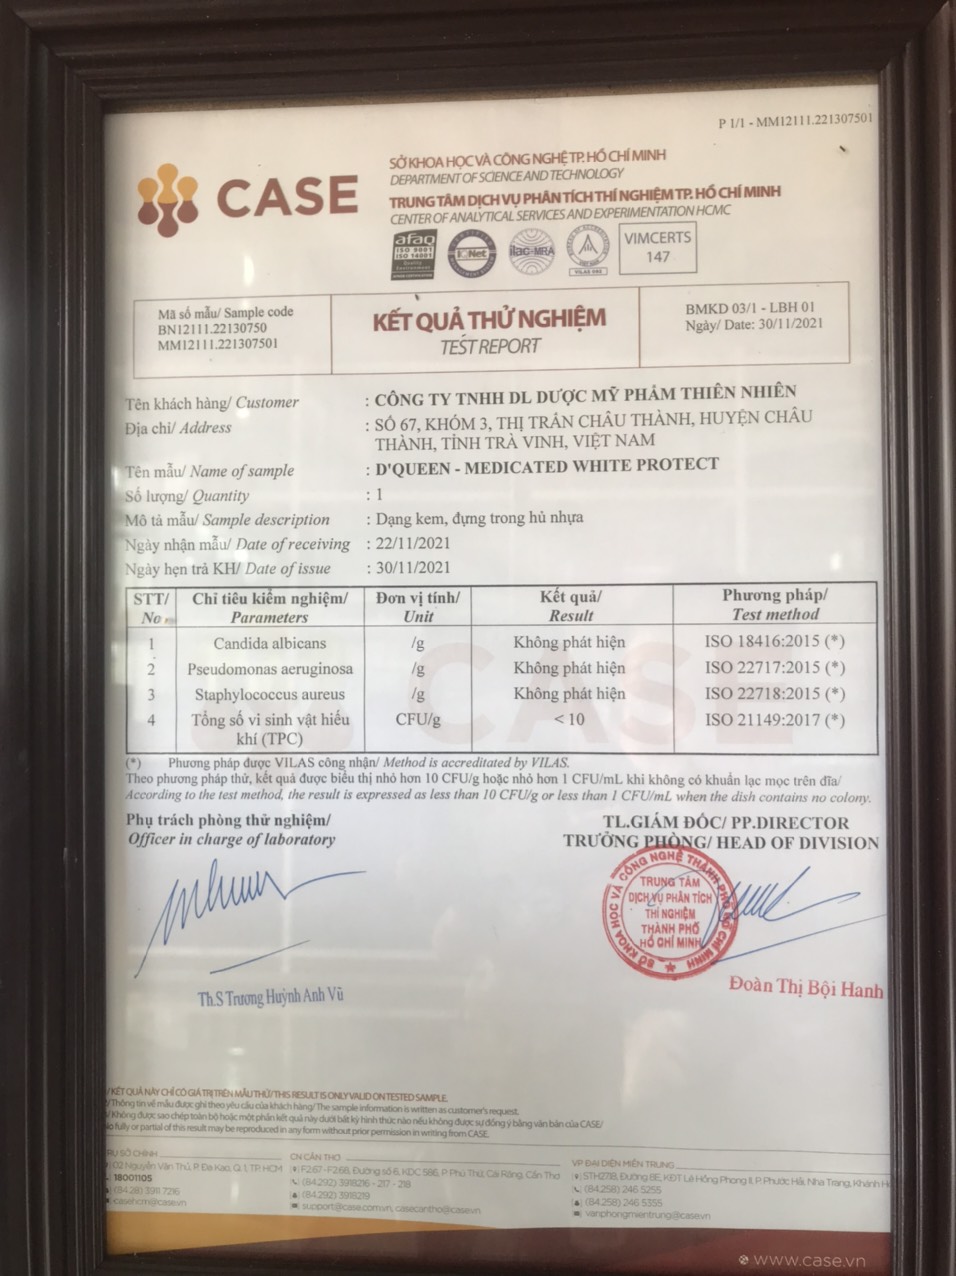 P 1/1 - MM12111.221307501
CASE
SỞ KHOA HỌC VÀ CÔNG NGHỆ TP. HỒ CHÍ MINH
DEPARTMENT OF SCIENCE AND TECHNOLOGY
TRUNG TÂM DỊCH VỤ PHÂN TÍCH THÍ NGHIỆM TP. HỒ CHÍ MINH
CENTER OF ANALYTICAL SERVICES AND EXPERIMENTATION HCMC
afaq
ISO 9001
ISO 14001
Quality
Environment
IQNet
ilac-MRA
VIMCERTS
147
Mã số mẫu/ Sample code
BN12111.22130750
MM12111.221307501
KẾT QUẢ THỬ NGHIỆM
TEST REPORT
BMKD 03/1 - LBH 01
Ngày/ Date: 30/11/2021
Tên khách hàng/ Customer : CÔNG TY TNHH DL DƯỢC MỸ PHẢM THIÊN NHIÊN
Địa chỉ/ Address : SỐ 67, KHÓM 3, THỊ TRẤN CHÂU THÀNH, HUYỆN CHÂU
THÀNH, TỈNH TRÀ VINH, VIỆT NAM
Tên mẫu/ Name of sample : D'QUEEN - MEDICATED WHITE PROTECT
Số lượng/ Quantity : 1
Mô tả mẫu/ Sample description : Dạng kem, đựng trong hủ nhựa
Ngày nhận mẫu/ Date of receiving : 22/11/2021
Ngày hẹn trả KH/ Date of issue : 30/11/2021
STT/ Chỉ tiêu kiểm nghiệm/ Đơn vị tính/ Kết quả/ Phương pháp/
No Parameters Unit Result Test method
1 Candida albicans /g Không phát hiện ISO 18416:2015 (*)
2 Pseudomonas aeruginosa /g Không phát hiện ISO 22717:2015 (*)
3 Staphylococcus aureus /g Không phát hiện ISO 22718:2015 (*)
4 Tổng số vi sinh vật hiếu CFU/g < 10 ISO 21149:2017 (*)
khí (TPC)
(*) Phương pháp được VILAS công nhận/ Method is accredited by VILAS.
Theo phương pháp thử, kết quả được biểu thị nhỏ hơn 10 CFU/g hoặc nhỏ hơn 1 CFU/mL khi không có khuẩn lạc mọc trên đĩa/
According to the test method, the result is expressed as less than 10 CFU/g or less than 1 CFU/mL when the dish contains no colony.
Phụ trách phòng thử nghiệm/
Officer in charge of laboratory
TL.GIÁM ĐỐC/ PP.DIRECTOR
TRƯỞNG PHÒNG/ HEAD OF DIVISION
SỞ KHOA HỌC VÀ CÔNG NGHỆ THÀNH PHỐ HỒ CHÍ MINH
TRUNG TÂM
DỊCH VỤ PHÂN TÍCH
THÍ NGHIỆM
THÀNH PHỐ
HỒ CHÍ MINH
Th.S Trương Huỳnh Anh Vũ
Đoàn Thị Bội Hanh
/KẾT QUẢ NÀY CHỈ CÓ GIÁ TRỊ TRÊN MẪU THỬ/THIS RESULT IS ONLY VALID ON TESTED SAMPLE.
/Thông tin về mẫu được ghi theo yêu cầu của khách hàng/The sample information is written as customer's request.
/Không được sao chép toàn bộ hoặc một phần kết quả này dưới bất kỳ hình thức nào nếu không được sự đồng ý bằng văn bản của CASE/
fully or partial of this result may be reproduced in any form without prior permission in writing from CASE.
TRỤ SỞ CHÍNH
02 Nguyễn Văn Thủ, P. Đa Kao, Q. 1, TP. HCM
18001105
(84.28) 3911 7216
casehcm@case.vn
CN CẦN THƠ
F2.67 - F2.68, Đường số 6, KDC 586, P. Phú Thứ, Cái Răng, Cần Thơ
(84.292) 3918216 - 217 - 218
(84.292) 3918219
support@case.com.vn, casecantho@case.vn
VP ĐẠI DIỆN MIỀN TRUNG
STH27.18, Đường 6E, KĐT Lê Hồng Phong II, P. Phước Hải, Nha Trang, Khánh
(84.258) 246 5255
(84.258) 246 5355
vanphongmientrung@case.vn
www.case.vn